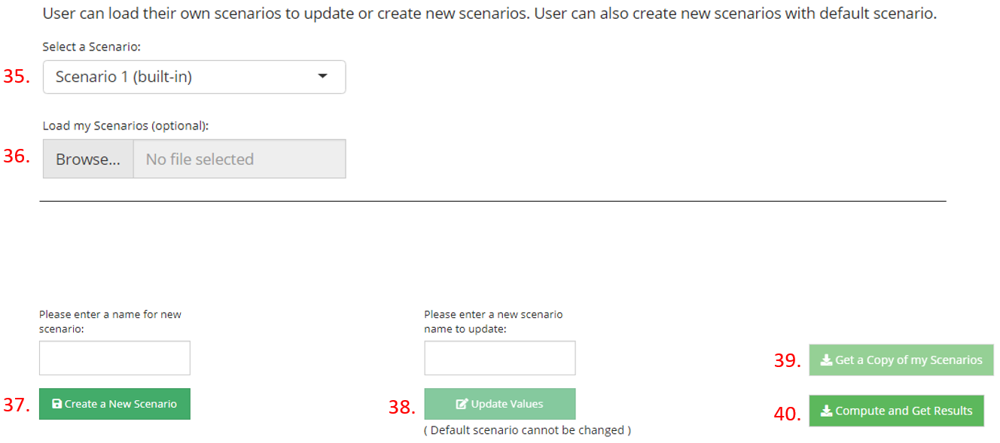 User can load their own scenarios to update or create new scenarios. User can also create new scenarios with default scenario.
Select a Scenario:
35. Scenario 1 (built-in)
Load my Scenarios (optional):
36. Browse... No file selected
Please enter a name for new
scenario:
37. Create a New Scenario
Please enter a new scenario
name to update:
38. Update Values
( Default scenario cannot be changed )
39. Get a Copy of my Scenarios
40. Compute and Get Results